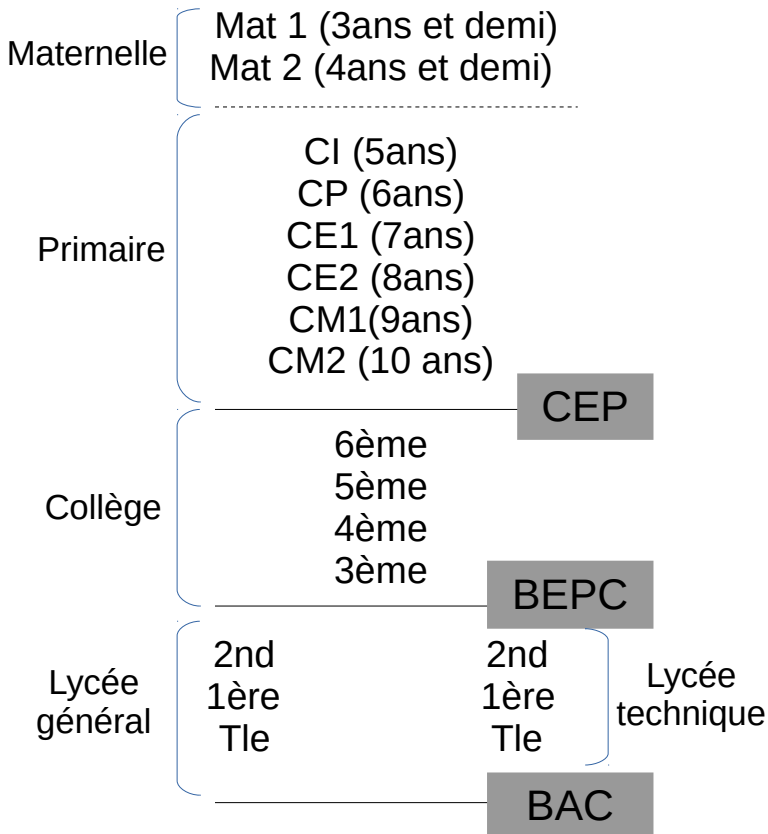 Maternelle
Mat 1 (3ans et demi)
Mat 2 (4ans et demi)
Primaire
CI (5ans)
CP (6ans)
CE1 (7ans)
CE2 (8ans)
CM1(9ans)
CM2 (10 ans)
CEP
Collège
6ème
5ème
4ème
3ème
BEPC
Lycée
général
2nd
1ère
Tle
2nd
1ère
Tle
Lycée
technique
BAC